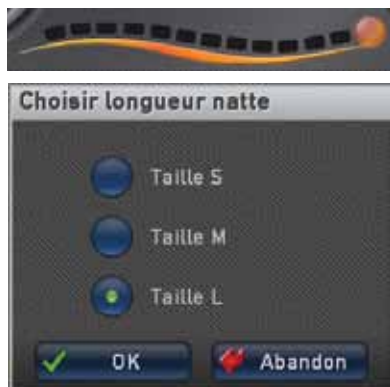 Choisir longueur natte
Taille S
Taille M
Taille L
OK
Abandon